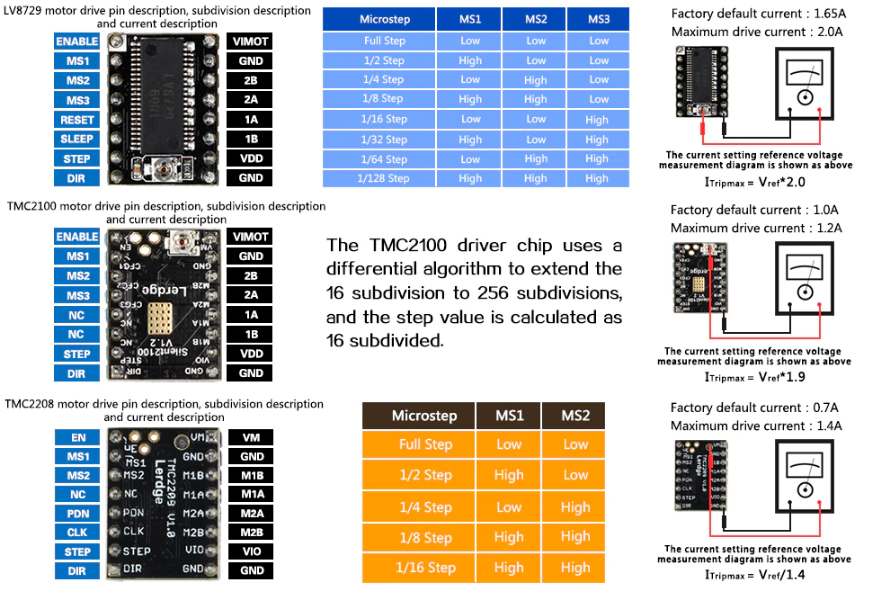 LV8729 motor drive pin description, subdivision description
and current description
ENABLE VIMOT
MS1 GND
MS2 2B
MS3 2A
RESET 1A
SLEEP 1B
STEP VDD
DIR GND
Microstep MS1 MS2 MS3
Full Step Low Low Low
1/2 Step High Low Low
1/4 Step Low High Low
1/8 Step High High Low
1/16 Step Low Low High
1/32 Step High Low High
1/64 Step Low High High
1/128 Step High High High
Factory default current : 1.65A
Maximum drive current : 2.0A
The current setting reference voltage
measurement diagram is shown as above
ITripmax = Vref*2.0
TMC2100 motor drive pin description, subdivision description
and current description
ENABLE VIMOT
MS1 GND
MS2 2B
MS3 2A
NC 1A
NC 1B
STEP VDD
DIR GND
EN VM
CFG1 GND
CFG2 M2B
CFG3 M2A
NC M1A
NC M1B
STEP VIO
DIR GND
Lerdge
V1.2
Silent2100
The TMC2100 driver chip uses a
differential algorithm to extend the
16 subdivision to 256 subdivisions,
and the step value is calculated as
16 subdivided.
Factory default current : 1.0A
Maximum drive current : 1.2A
The current setting reference voltage
measurement diagram is shown as above
ITripmax = Vref*1.9
TMC2208 motor drive pin description, subdivision description
and current description
EN VM
MS1 GND
MS2 M1B
NC M1A
PDN M2A
CLK M2B
STEP VIO
DIR GND
EN VM
MS1 GND
MS2 M1B
NC M1A
PDN M2A
CLK M2B
STEP VIO
DIR GND
TMC2208 V1.0
Lerdge
Microstep MS1 MS2
Full Step Low Low
1/2 Step High Low
1/4 Step Low High
1/8 Step High High
1/16 Step High High
Factory default current : 0.7A
Maximum drive current : 1.4A
The current setting reference voltage
measurement diagram is shown as above
ITripmax = Vref/1.4